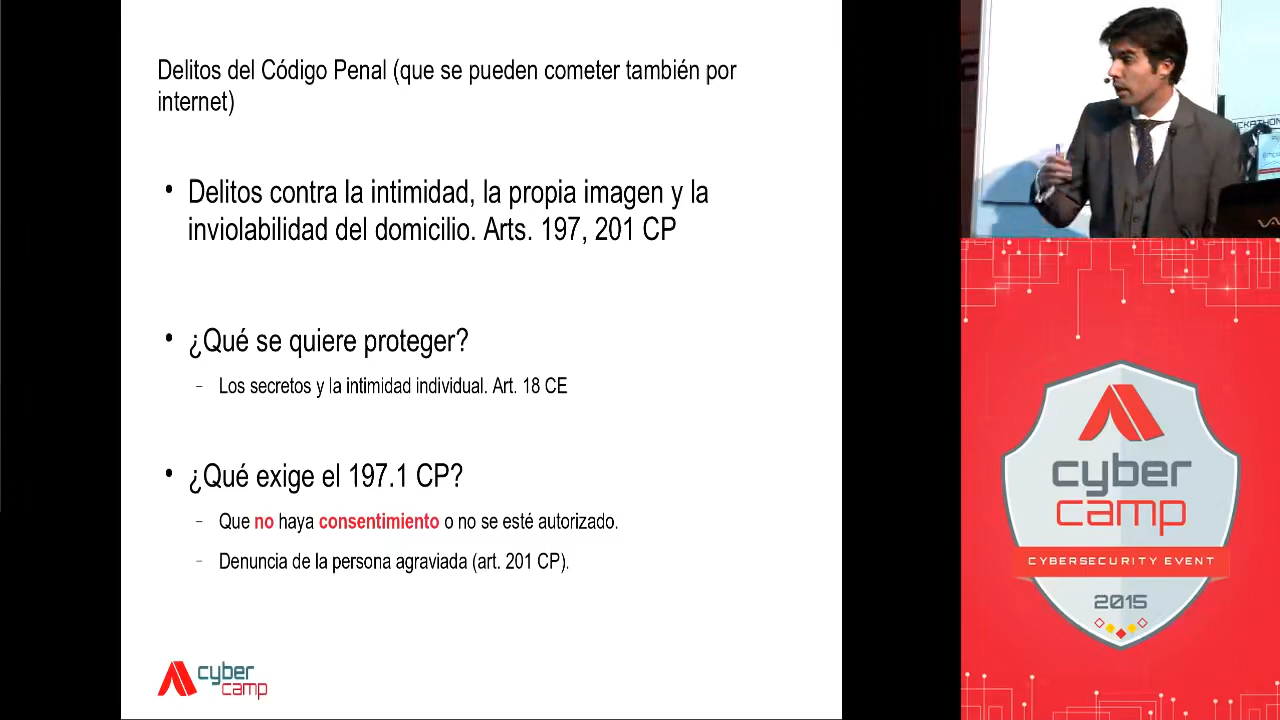 Delitos del Código Penal (que se pueden cometer también por
internet)
• Delitos contra la intimidad, la propia imagen y la
inviolabilidad del domicilio. Arts. 197, 201 CP
• ¿Qué se quiere proteger?
– Los secretos y la intimidad individual. Art. 18 CE
• ¿Qué exige el 197.1 CP?
– Que no haya consentimiento o no se esté autorizado.
– Denuncia de la persona agraviada (art. 201 CP).
cyber
camp
cyber
camp
CYBERSECURITY EVENT
2015